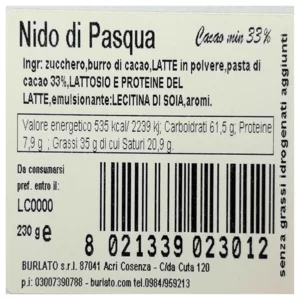 Nido di Pasqua
Cacao min 33%
Ingr: zucchero,burro di cacao,LATTE in polvere,pasta di
cacao 33%,LATTOSIO E PROTEINE DEL
LATTE,emulsionante:LECITINA DI SOIA,aromi.
Valore energetico 535 kcal/ 2239 kj; Carboidrati 61,5 g; Proteine
7,9 g ; Grassi 35 g di cui Saturi 20,9 g.
Da consumarsi
pref. entro il:
LC0000
230 g e
8 021339 023012
BURLATO s.r.l. 87041 Acri Cosenza - C/da Cuta 120
p.i: 03007390788 - burlato.com - tel.0984/959213
senza grassi idrogenati aggiunti